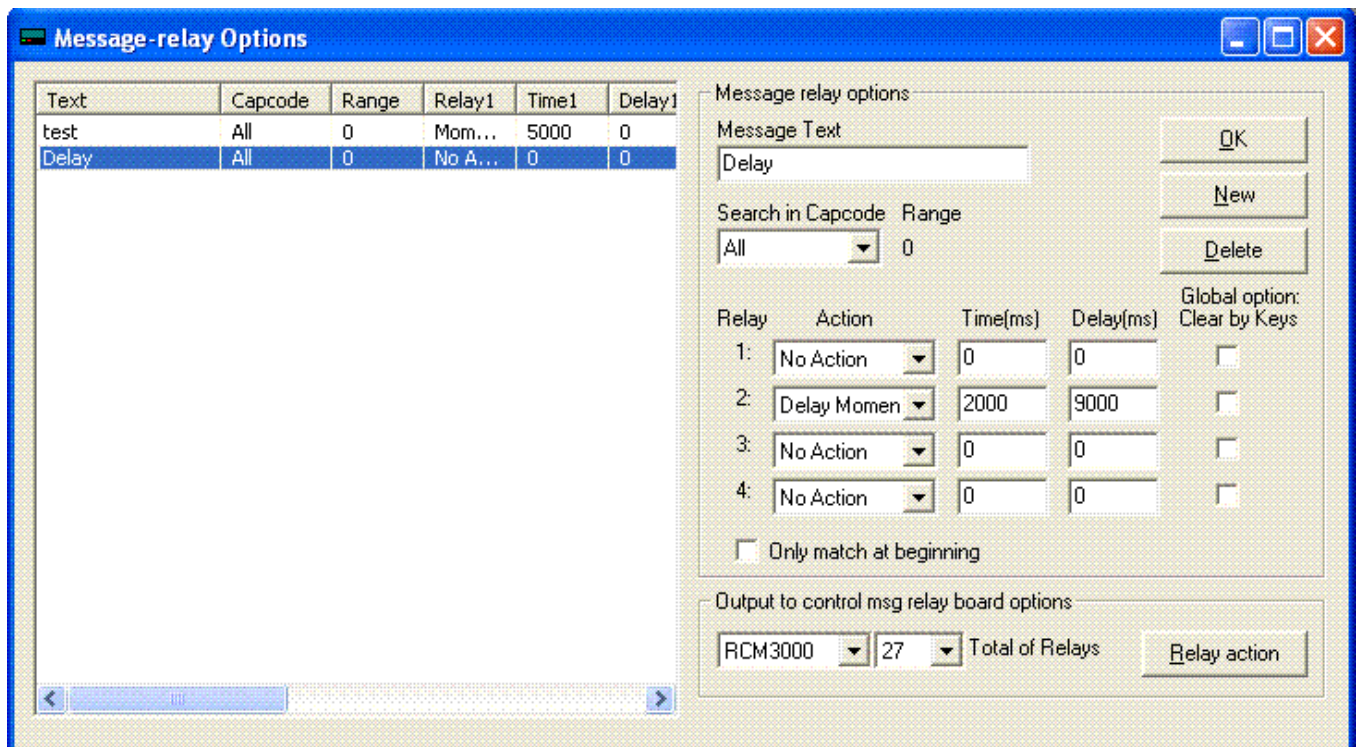 Message-relay Options
Text Capcode Range Relay1 Time1 Delay1
test All 0 Mom... 5000 0
Delay All 0 No A... 0 0
Message relay options
Message Text
Delay
OK
New
Delete
Search in Capcode Range
All 0
Global option:
Relay Action Time(ms) Delay(ms) Clear by Keys
1: No Action 0 0
2: Delay Momen 2000 9000
3: No Action 0 0
4: No Action 0 0
Only match at beginning
Output to control msg relay board options
RCM3000 27 Total of Relays Relay action